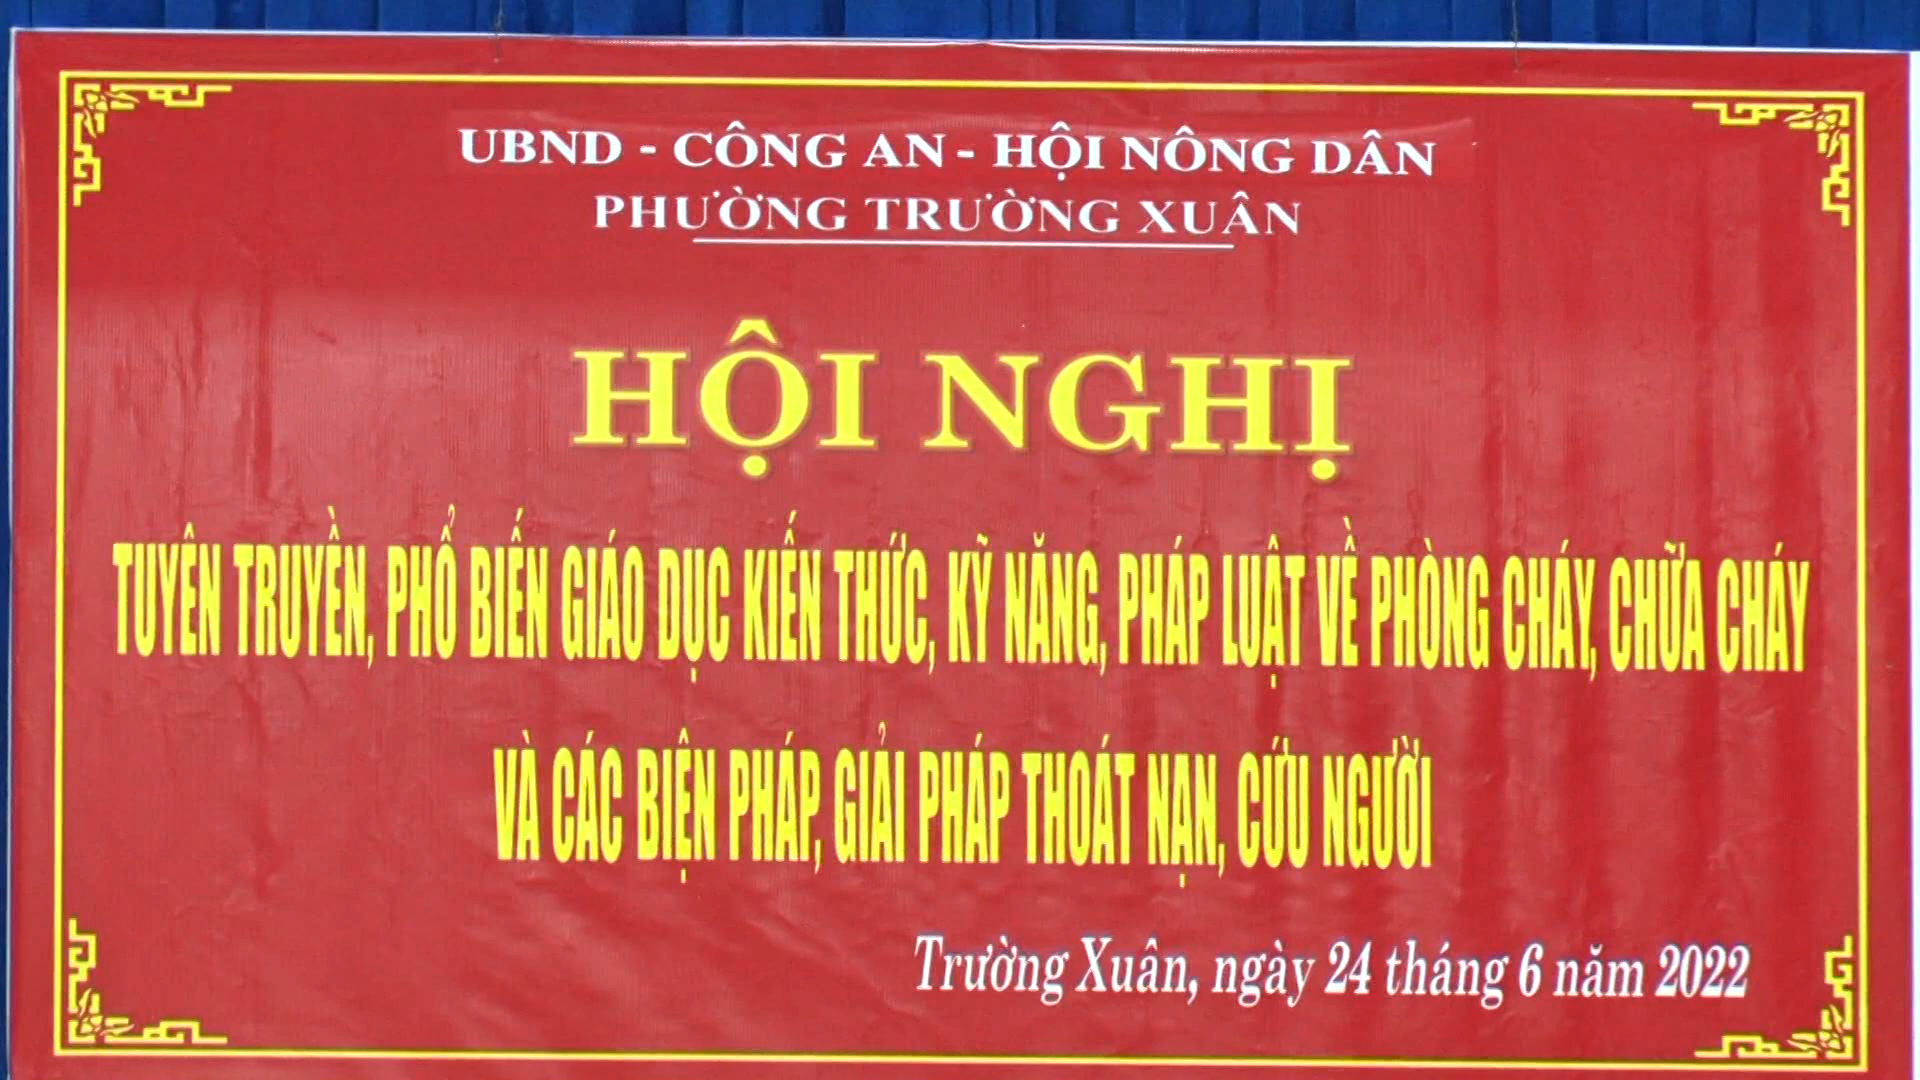 UBND - CÔNG AN - HỘI NÔNG DÂN
PHƯỜNG TRƯỜNG XUÂN
HỘI NGHỊ
TUYÊN TRUYỀN, PHỔ BIẾN GIÁO DỤC KIẾN THỨC, KỸ NĂNG, PHÁP LUẬT VỀ PHÒNG CHÁY, CHỮA CHÁY
VÀ CÁC BIỆN PHÁP, GIẢI PHÁP THOÁT NẠN, CỨU NGƯỜI
Trường Xuân, ngày 24 tháng 6 năm 2022